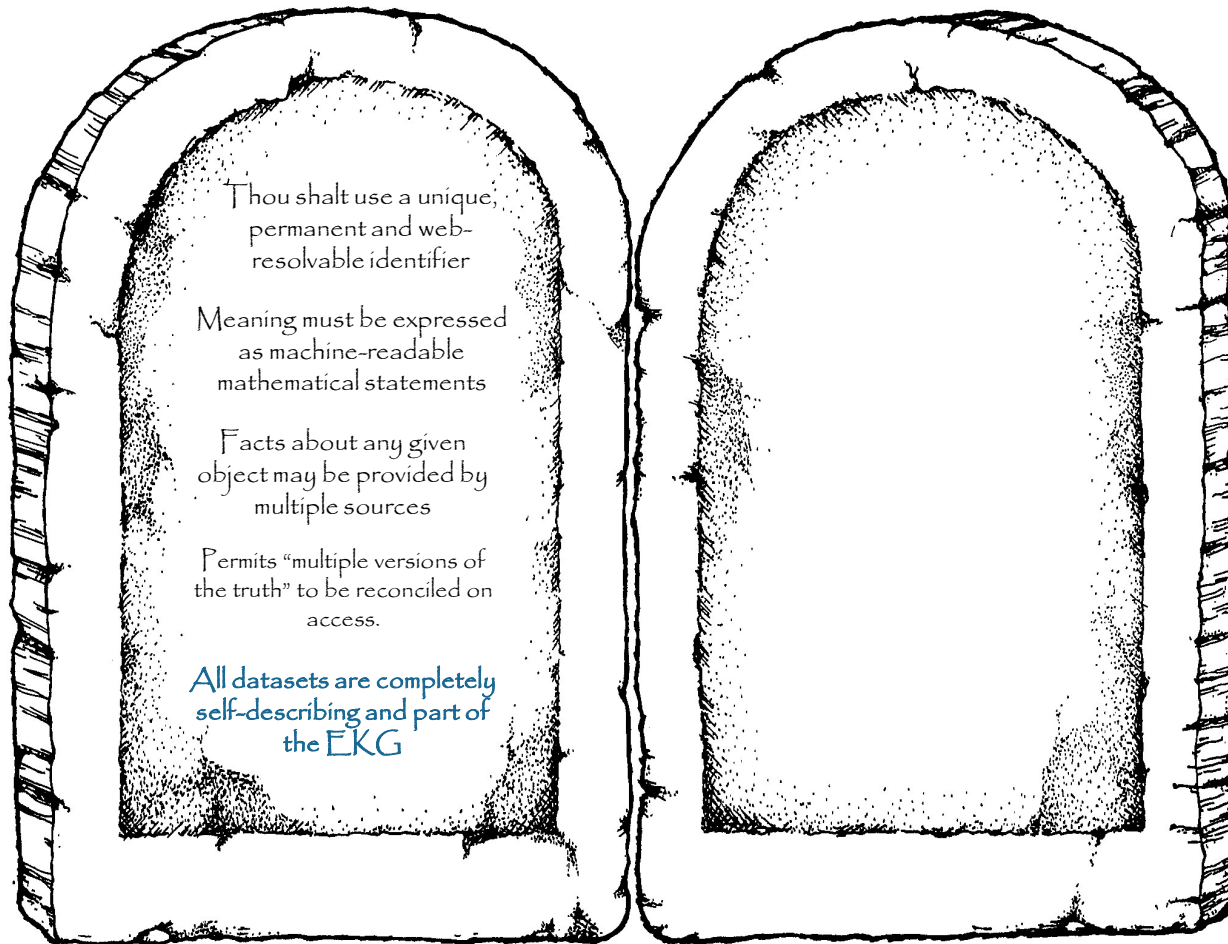 Thou shalt use a unique,
permanent and web-
resolvable identifier
Meaning must be expressed
as machine-readable
mathematical statements
Facts about any given
object may be provided by
multiple sources
Permits “multiple versions of
the truth” to be reconciled on
access.
All datasets are completely
self-describing and part of
the EKG